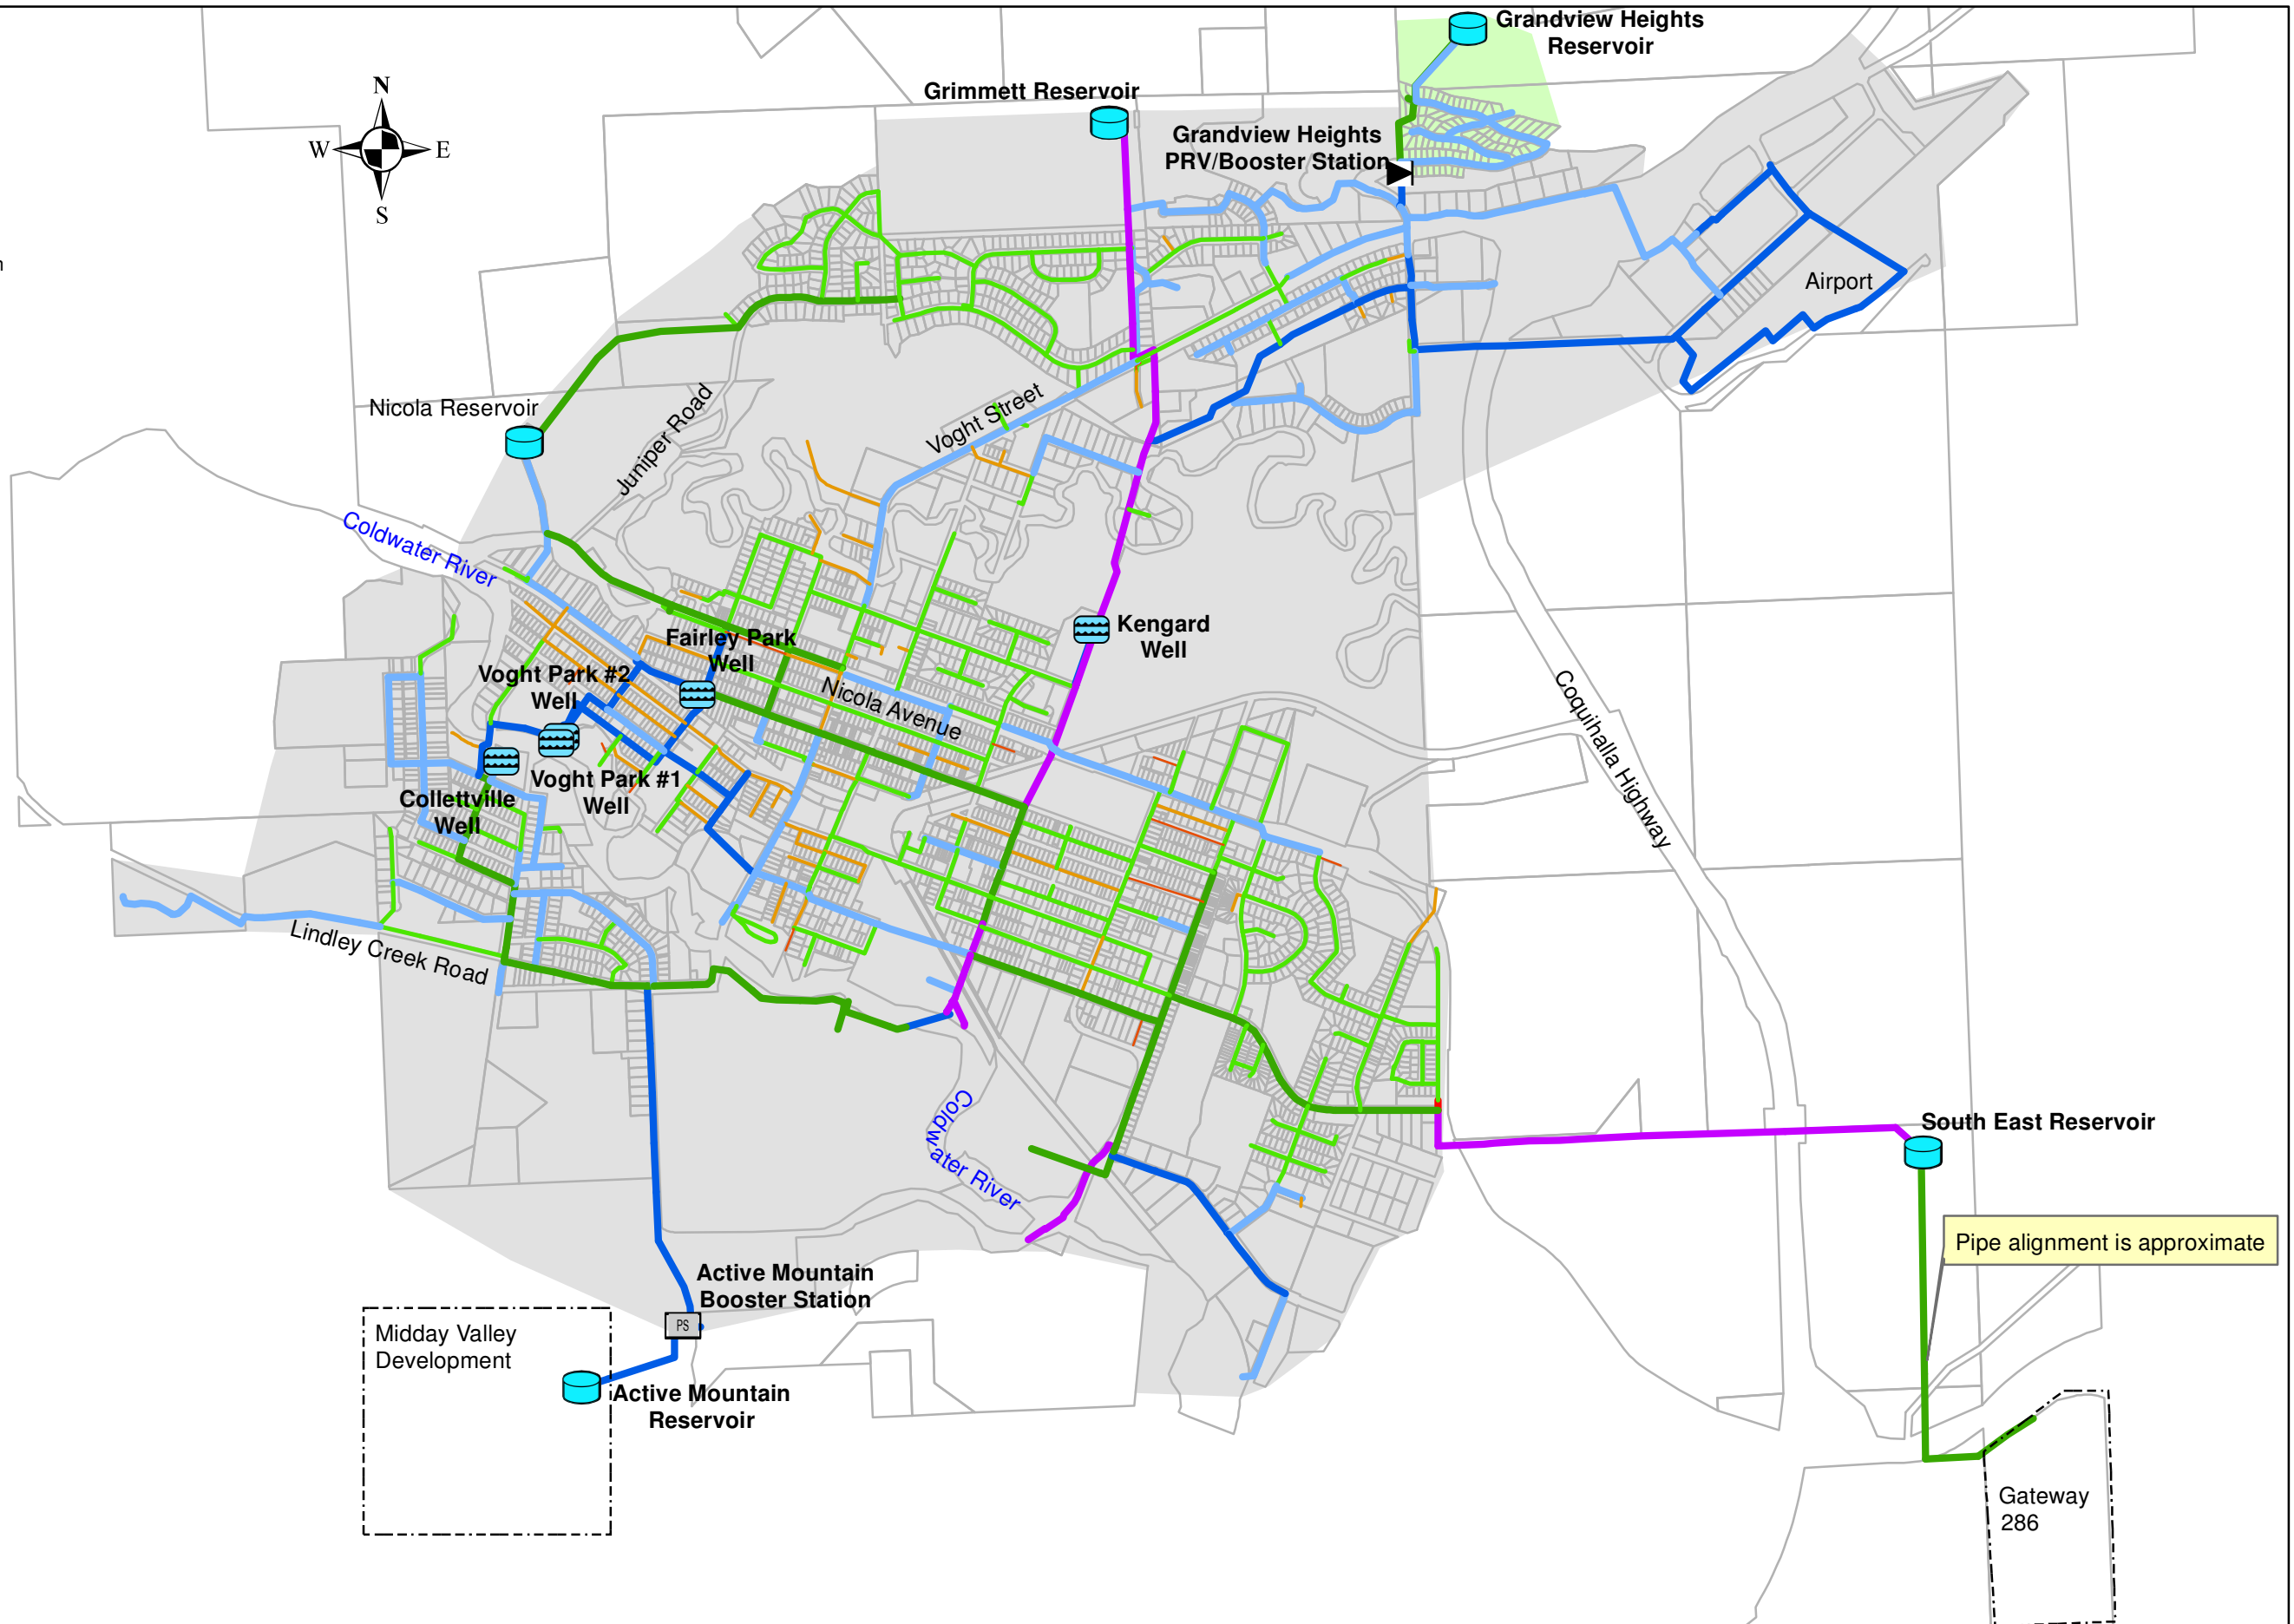 Grandview Heights
Reservoir
Grimmett Reservoir
N
W
E
S
Grandview Heights
PRV/Booster Station
n
Airport
Nicola Reservoir
Juniper Road
Voght Street
Coldwater River
Kengard
Well
Fairley Park
Well
Voght Park #2
Well
Nicola Avenue
Coquihalla Highway
Voght Park #1
Well
Collettville
Well
Lindley Creek Road
Coldwater River
South East Reservoir
Pipe alignment is approximate
Active Mountain
Booster Station
PS
Midday Valley
Development
Active Mountain
Reservoir
Gateway
286